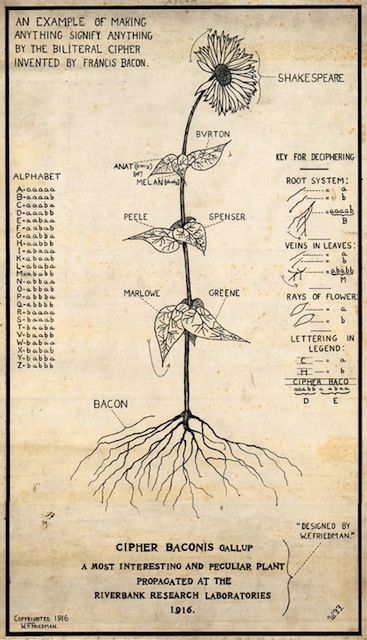 AN EXAMPLE OF MAKING
ANYTHING SIGNIFY ANYTHING
BY THE BILITERAL CIPHER
INVENTED BY FRANCIS BACON.
SHAKESPEARE
BVRTON
ANAT
MELAN
PEELE
SPENSER
MARLOWE
GREENE
BACON
ALPHABET
A=aaaaa
B=aaaab
C=aaaba
D=aaabb
E=aabaa
F=aabab
G=aabba
H=aabbb
I=abaaa
K=abaab
L=ababa
M=ababb
N=abbaa
O=abbab
P=abbba
Q=abbbb
R=baaaa
S=baaab
T=baaba
V=baabb
W=babaa
X=babab
Y=babba
Z=babbb
KEY FOR DECIPHERING
ROOT SYSTEM:
a
b
aaaab
B
VEINS IN LEAVES:
a
b
ababb
M
RAYS OF FLOWER:
a
b
LETTERING IN
LEGEND:
C a
H b
CIPHER BACO
aaabb a abaa
D E
"DESIGNED BY
W.F.FRIEDMAN."
CIPHER BACONIS GALLUP
A MOST INTERESTING AND PECULIAR PLANT
PROPAGATED AT THE
RIVERBANK RESEARCH LABORATORIES
1916.
COPYRIGHTED 1916
W.F.FRIEDMAN.